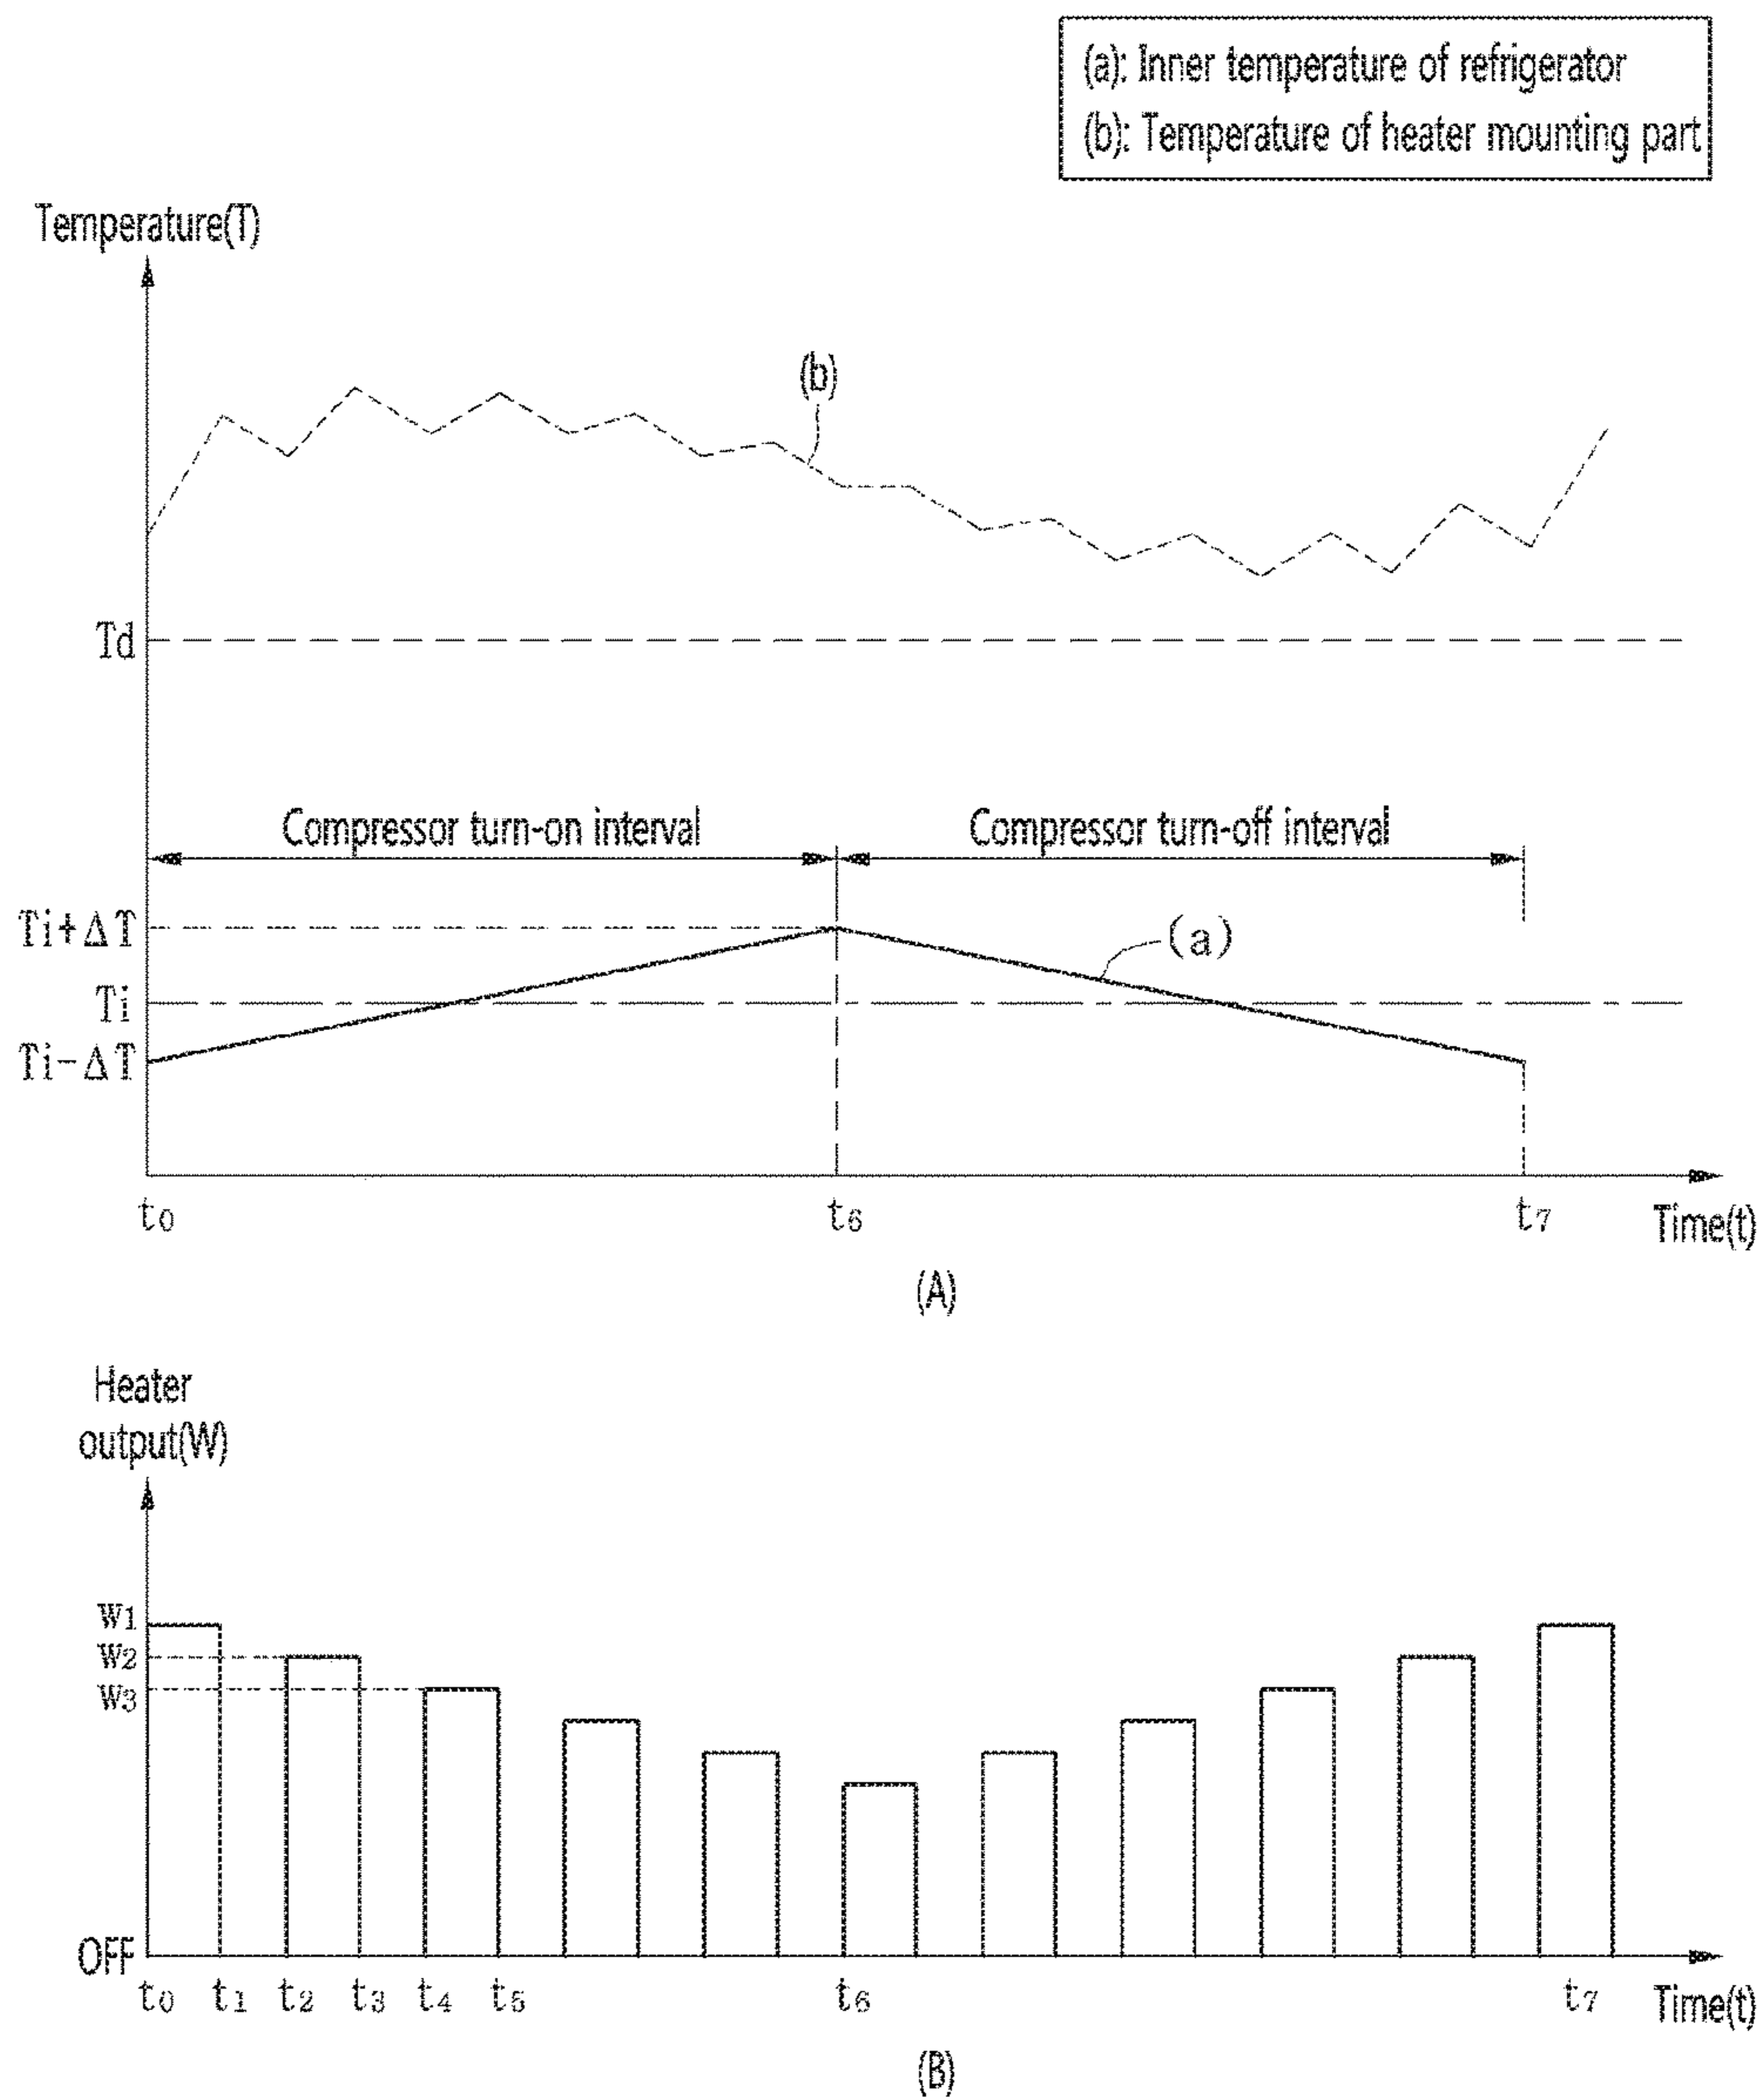 (a): Inner temperature of refrigerator
(b): Temperature of heater mounting part
Temperature(T)
(b)
Td
Compressor turn-on interval
Compressor turn-off interval
Ti+ΔT
(a)
Ti
Ti-ΔT
t0
t6
t7
Time(t)
(A)
Heater
output(W)
W1
W2
W3
OFF
t0
t1
t2
t3
t4
t5
t6
t7
Time(t)
(B)